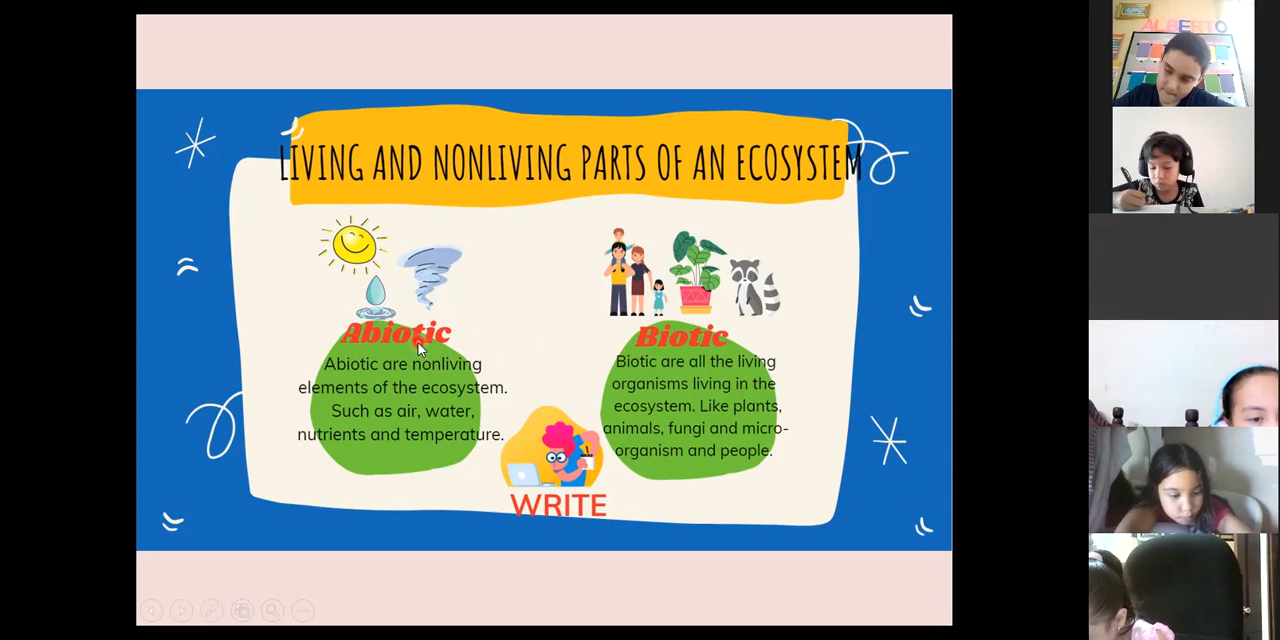 LIVING AND NONLIVING PARTS OF AN ECOSYSTEM
Abiotic
Abiotic are nonliving
elements of the ecosystem.
Such as air, water,
nutrients and temperature.
Biotic
Biotic are all the living
organisms living in the
ecosystem. Like plants,
animals, fungi and micro-
organism and people.
WRITE
ALBERTO